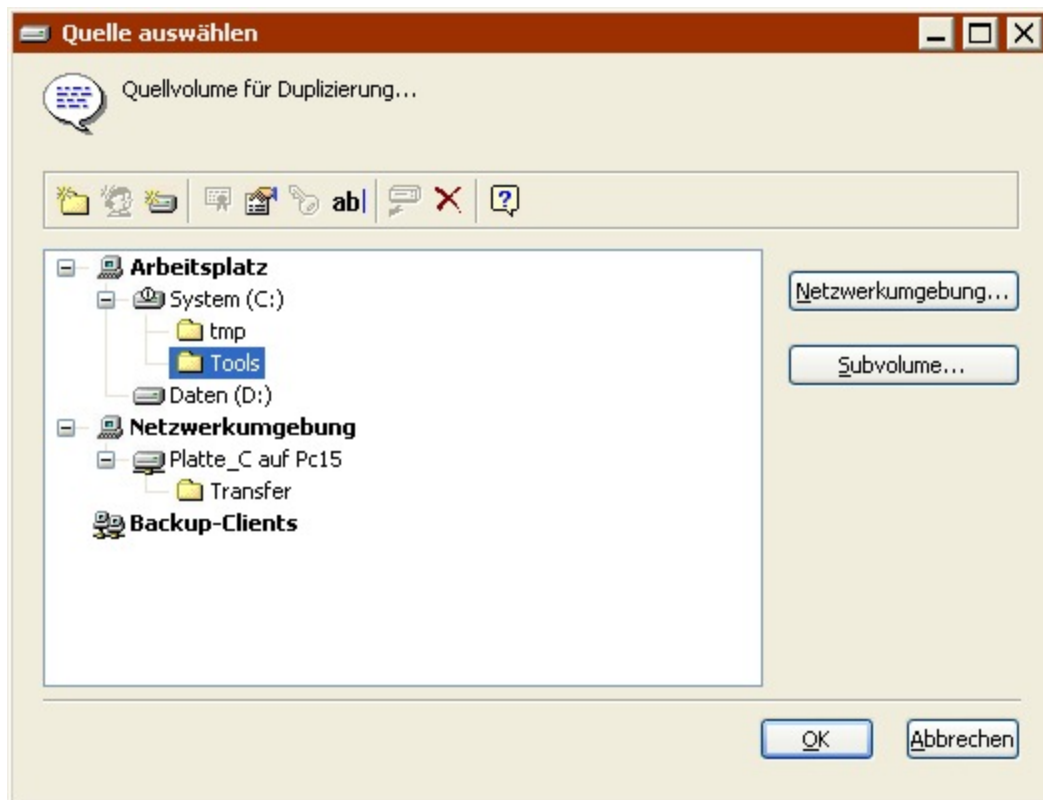 Quelle auswählen
Quellvolume für Duplizierung...
ab|
Arbeitsplatz
System (C:)
tmp
Tools
Daten (D:)
Netzwerkumgebung
Platte_C auf Pc15
Transfer
Backup-Clients
Netzwerkumgebung...
Subvolume...
OK
Abbrechen